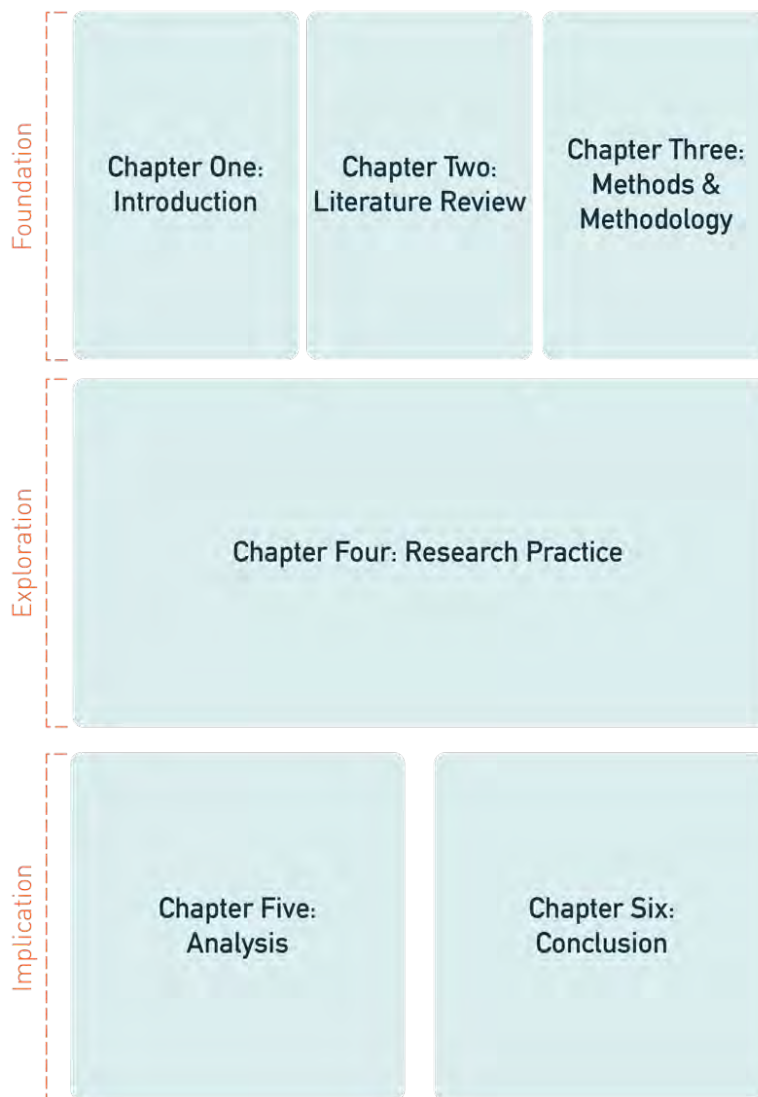 Foundation
Chapter One:
Introduction
Chapter Two:
Literature Review
Chapter Three:
Methods &
Methodology
Exploration
Chapter Four: Research Practice
Implication
Chapter Five:
Analysis
Chapter Six:
Conclusion